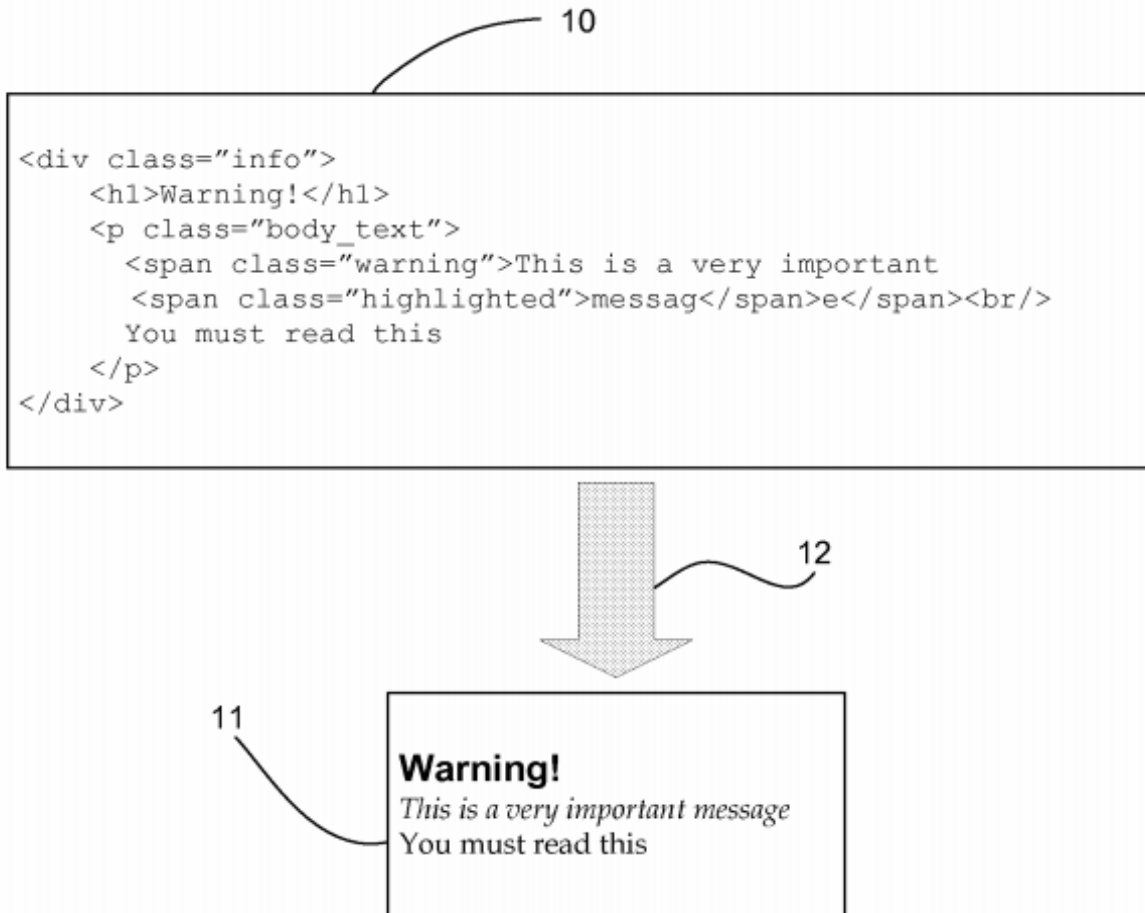 10
<div class=”info”>
<h1>Warning!</h1>
<p class=”body_text”>
<span class=”warning”>This is a very important
<span class=”highlighted”>messag</span>e</span><br/>
You must read this
</p>
</div>
12
11
Warning!
This is a very important message
You must read this